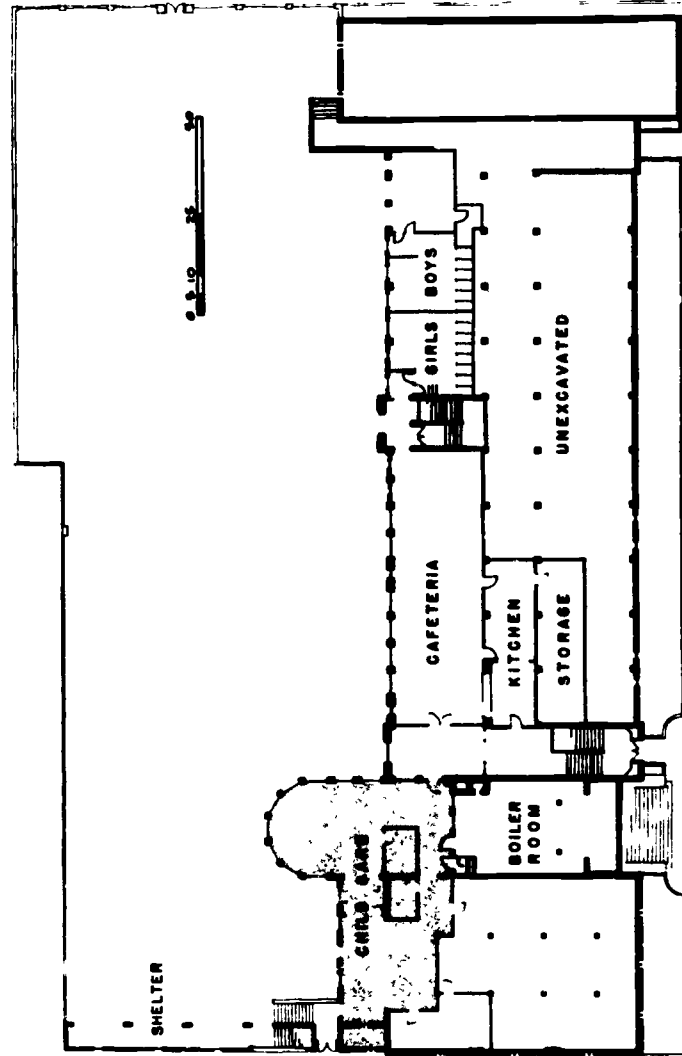 SHELTER
0 5 10 25 50
CHILD CARE
CAFETERIA
GIRLS
BOYS
BOILER
ROOM
KITCHEN
STORAGE
UNEXCAVATED